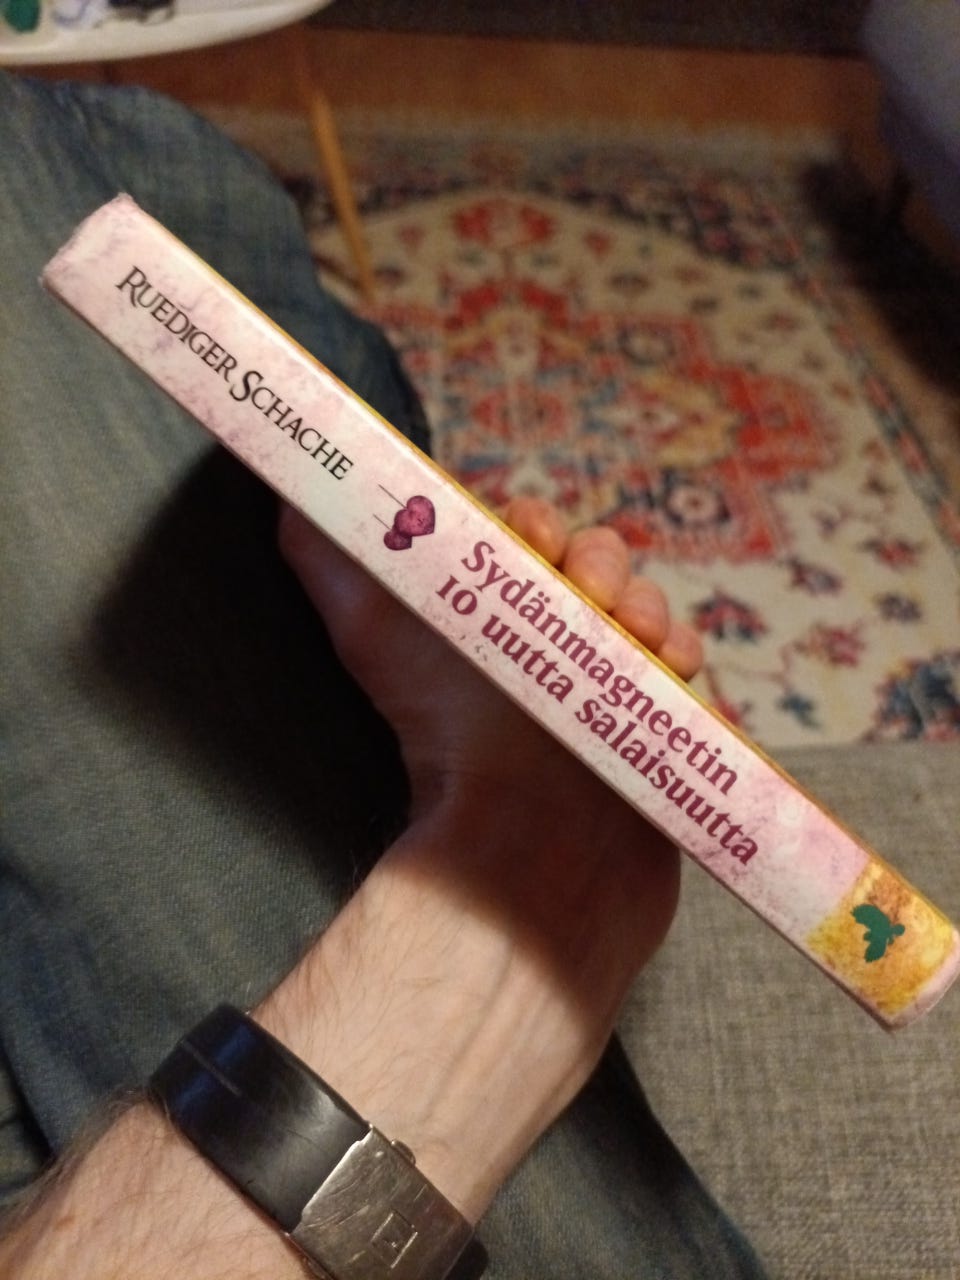 RUEDIGER SCHACHE
Sydänmagneetin
10 uutta salaisuutta